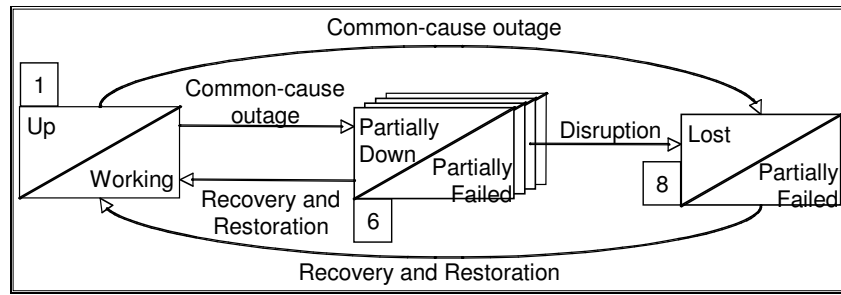 Common-cause outage
1
Up
Working
Common-cause
outage
Recovery and
Restoration
Partially
Down
Partially
Failed
6
Disruption
Lost
Partially
Failed
8
Recovery and Restoration